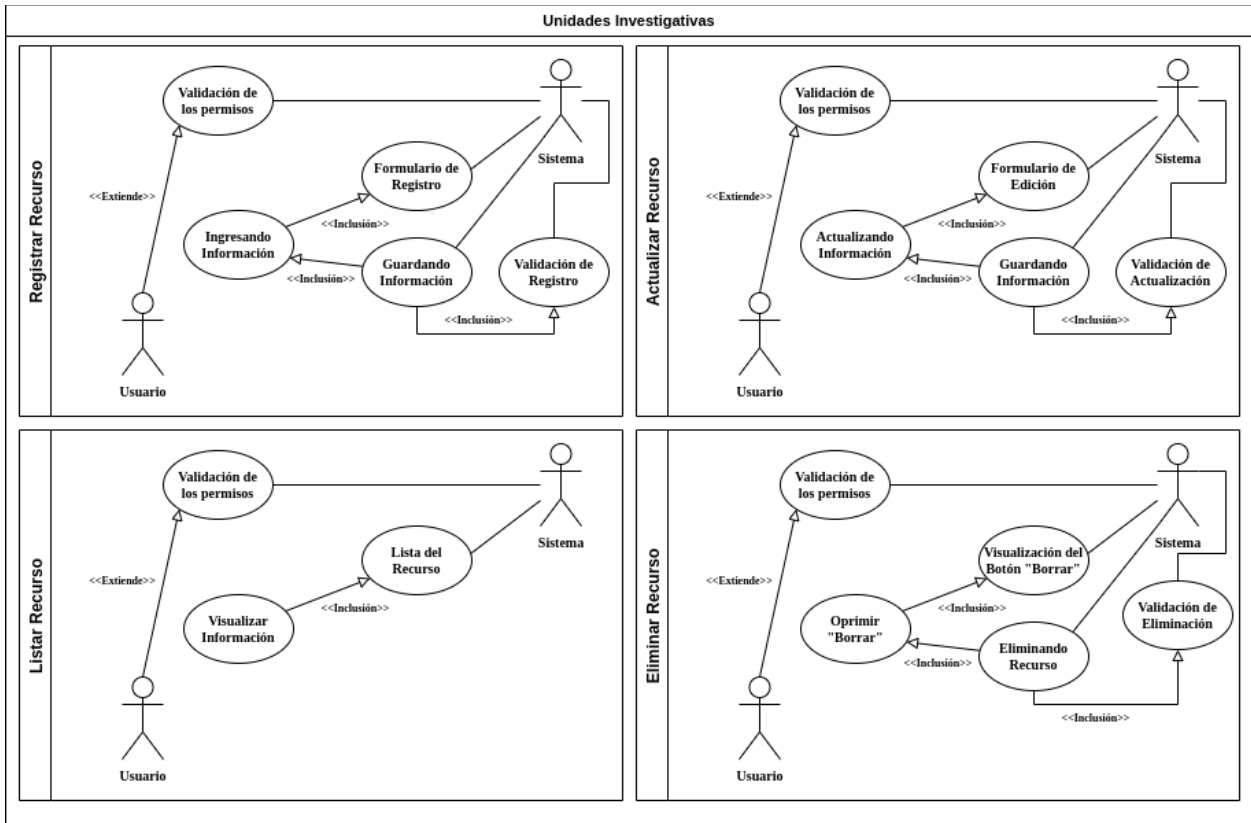 Unidades Investigativas
Registrar Recurso
Validación de
los permisos
Sistema
<<Extiende>>
Formulario de
Registro
<<Inclusión>>
Ingresando
Información
<<Inclusión>>
Guardando
Información
Validación de
Registro
<<Inclusión>>
Usuario
Actualizar Recurso
Validación de
los permisos
Sistema
<<Extiende>>
Formulario de
Edición
<<Inclusión>>
Actualizando
Información
<<Inclusión>>
Guardando
Información
Validación de
Actualización
<<Inclusión>>
Usuario
Listar Recurso
Validación de
los permisos
Sistema
<<Extiende>>
Lista del
Recurso
<<Inclusión>>
Visualizar
Información
Usuario
Eliminar Recurso
Validación de
los permisos
Sistema
<<Extiende>>
Visualización del
Botón "Borrar"
<<Inclusión>>
Oprimir
"Borrar"
<<Inclusión>>
Eliminando
Recurso
Validación de
Eliminación
<<Inclusión>>
Usuario